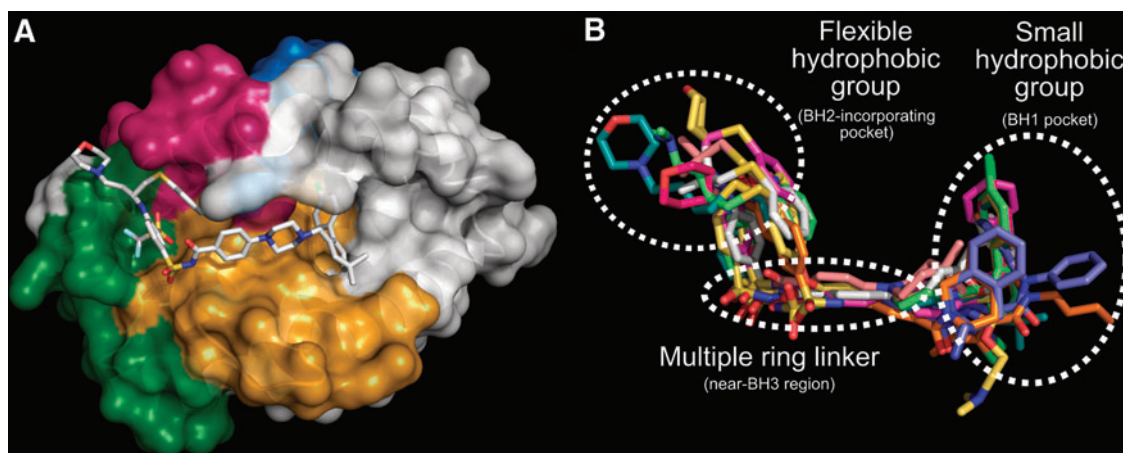 A
B
Flexible
hydrophobic
group
(BH2-incorporating
pocket)
Small
hydrophobic
group
(BH1 pocket)
Multiple ring linker
(near-BH3 region)